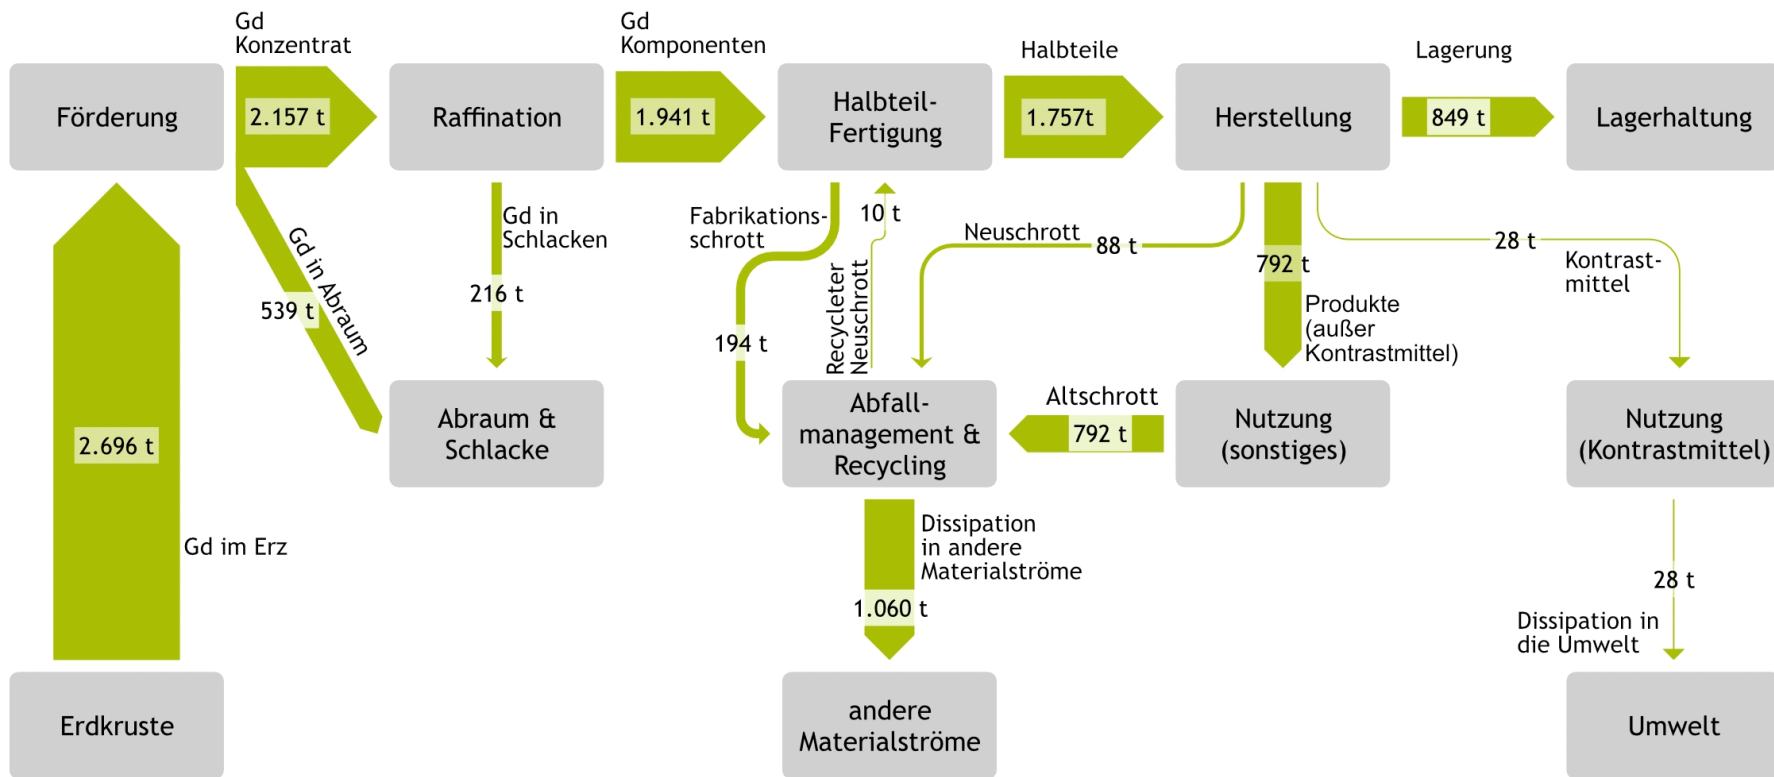 Gd
Konzentrat
Gd
Komponenten
Halbteile
Lagerung
Förderung
2.157 t
Raffination
1.941 t
Halbteil-
Fertigung
1.757t
Herstellung
849 t
Lagerhaltung
Gd in Abraum
539 t
Gd in
Schlacken
216 t
Fabrikations-
schrott
194 t
10 t
Recycleter
Neuschrott
Neuschrott
88 t
792 t
Produkte
(außer
Kontrastmittel)
28 t
Kontrast-
mittel
2.696 t
Gd im Erz
Abraum &
Schlacke
Abfall-
management &
Recycling
Altschrott
792 t
Nutzung
(sonstiges)
Nutzung
(Kontrastmittel)
Dissipation
in andere
Materialströme
1.060 t
28 t
Dissipation in
die Umwelt
Erdkruste
andere
Materialströme
Umwelt